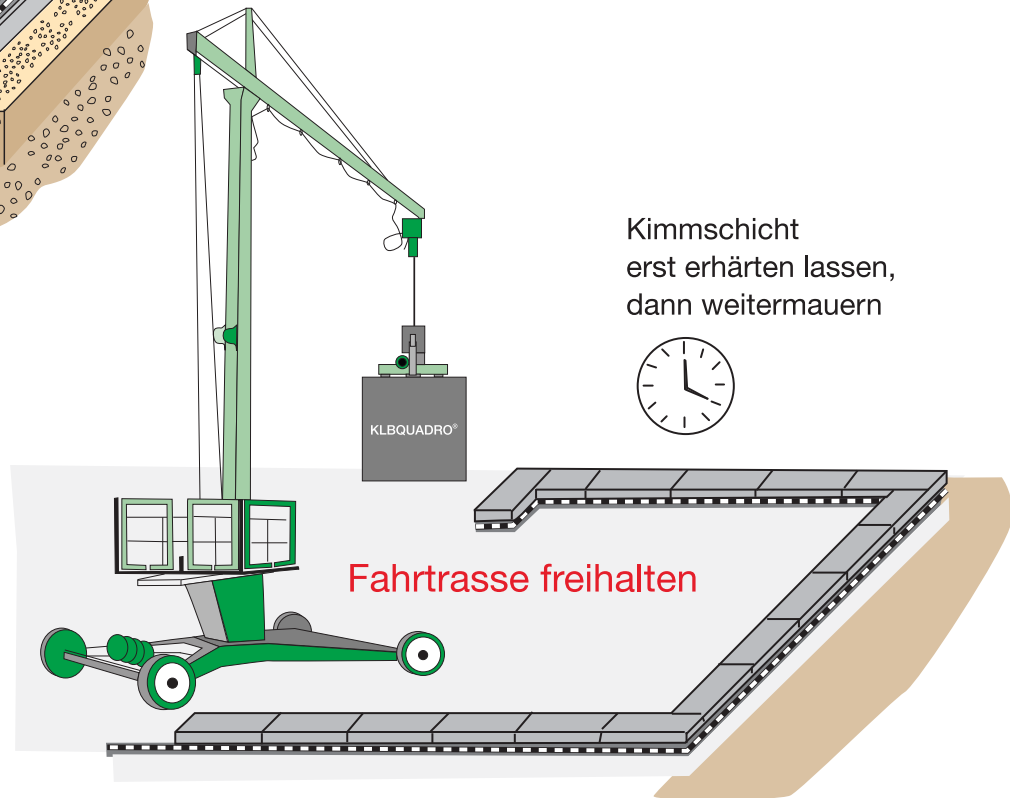 Kimmschicht
erst erhärten lassen,
dann weitermauern
KLBQUADRO®
Fahrtrasse freihalten